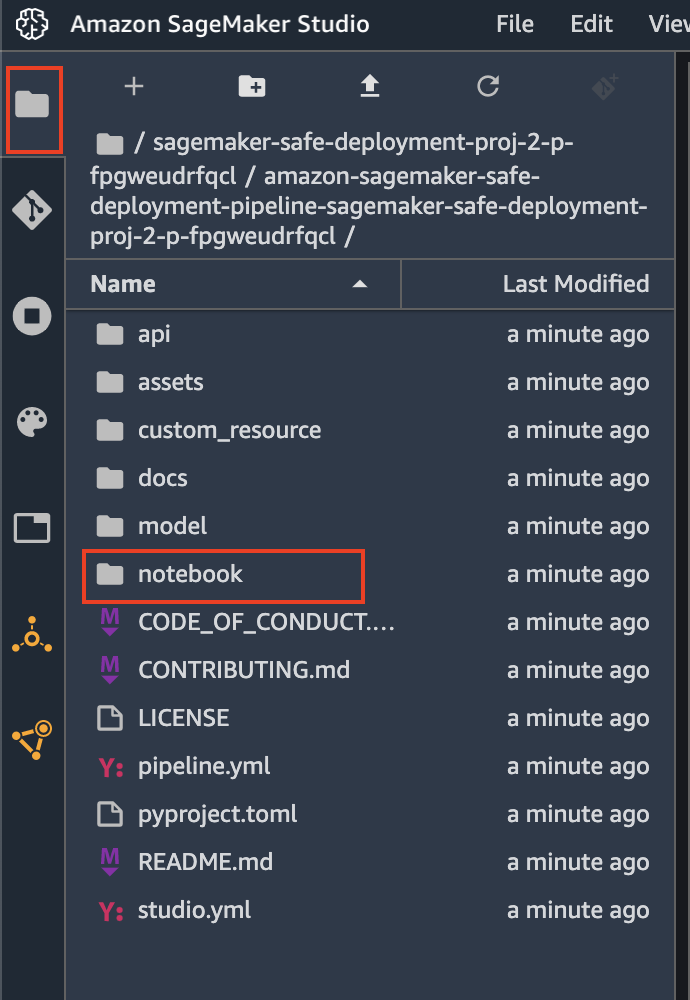 Amazon SageMaker Studio File Edit View
/ sagemaker-safe-deployment-proj-2-p-
fpgweudrfqcl / amazon-sagemaker-safe-
deployment-pipeline-sagemaker-safe-deployment-
proj-2-p-fpgweudrfqcl /
Name Last Modified
api a minute ago
assets a minute ago
custom_resource a minute ago
docs a minute ago
model a minute ago
notebook a minute ago
CODE_OF_CONDUCT.... a minute ago
CONTRIBUTING.md a minute ago
LICENSE a minute ago
Y: pipeline.yml a minute ago
pyproject.toml a minute ago
README.md a minute ago
Y: studio.yml a minute ago